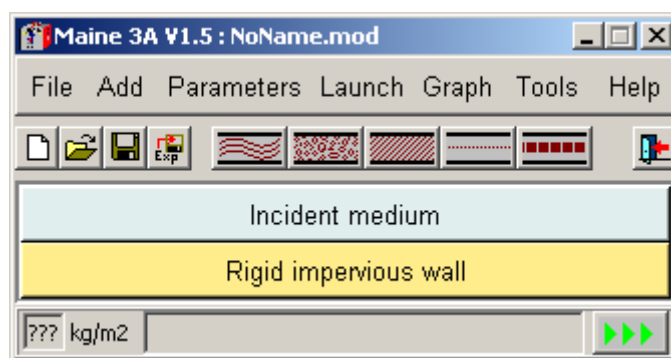 Maine 3A V1.5 : NoName.mod
File Add Parameters Launch Graph Tools Help
Exp
Incident medium
Rigid impervious wall
??? kg/m2